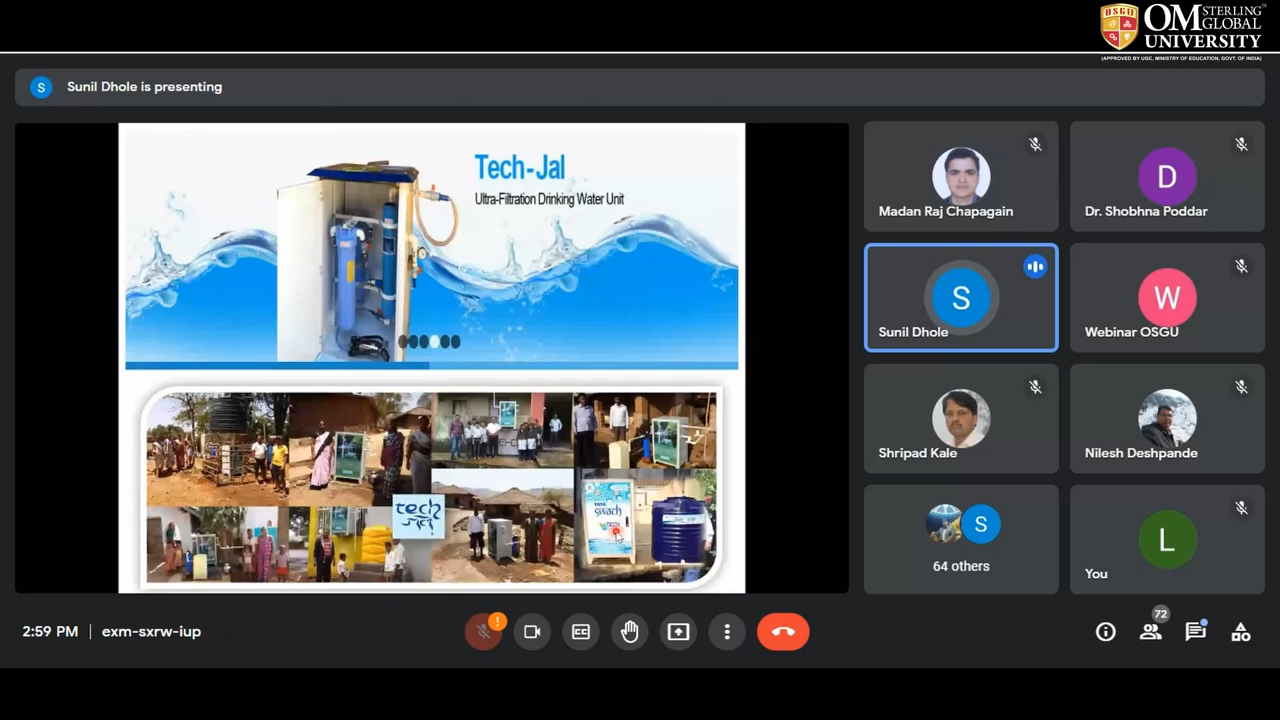 OSGU
OM STERLING GLOBAL UNIVERSITY
(APPROVED BY UGC, MINISTRY OF EDUCATION, GOVT. OF INDIA)
S
Sunil Dhole is presenting
Tech-Jal
Ultra-Filtration Drinking Water Unit
TATA
swach
Madan Raj Chapagain
D
Dr. Shobhna Poddar
S
Sunil Dhole
W
Webinar OSGU
Shripad Kale
Nilesh Deshpande
S
64 others
L
You
2:59 PM
exm-sxrw-iup
!
CC
72